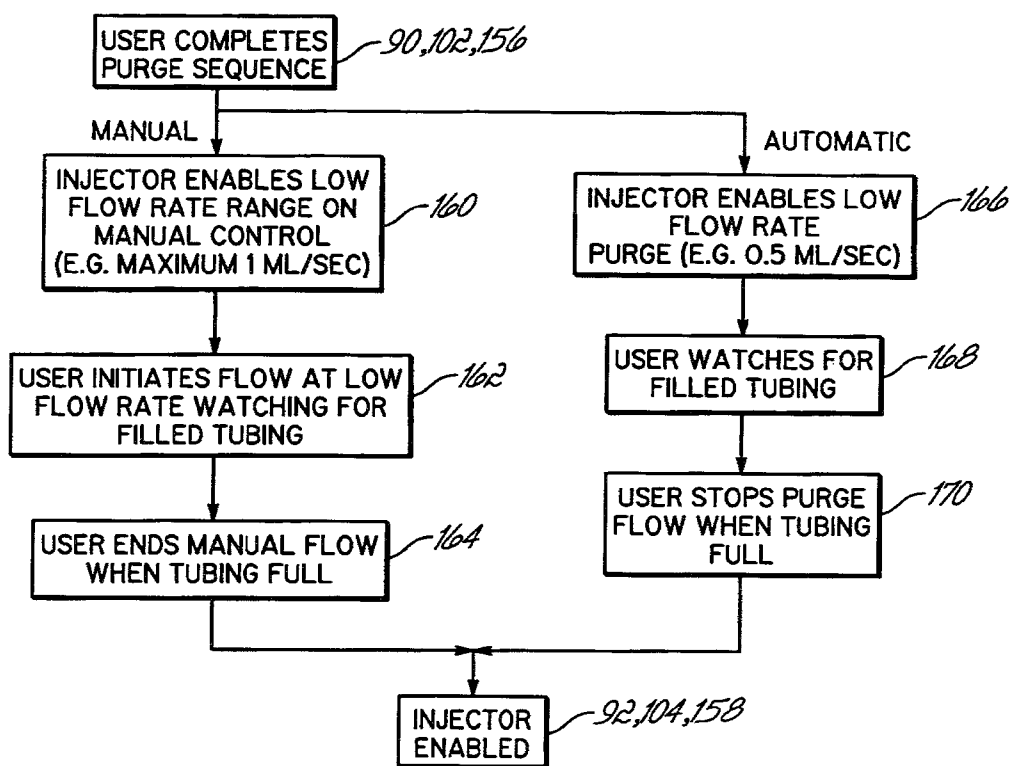 USER COMPLETES
PURGE SEQUENCE
90,102,156
MANUAL
AUTOMATIC
INJECTOR ENABLES LOW
FLOW RATE RANGE ON
MANUAL CONTROL
(E.G. MAXIMUM 1 ML/SEC)
160
INJECTOR ENABLES LOW
FLOW RATE
PURGE (E.G. 0.5 ML/SEC)
166
USER INITIATES FLOW AT LOW
FLOW RATE WATCHING FOR
FILLED TUBING
162
USER WATCHES FOR
FILLED TUBING
168
USER ENDS MANUAL FLOW
WHEN TUBING FULL
164
USER STOPS PURGE
FLOW WHEN TUBING
FULL
170
INJECTOR
ENABLED
92,104,158